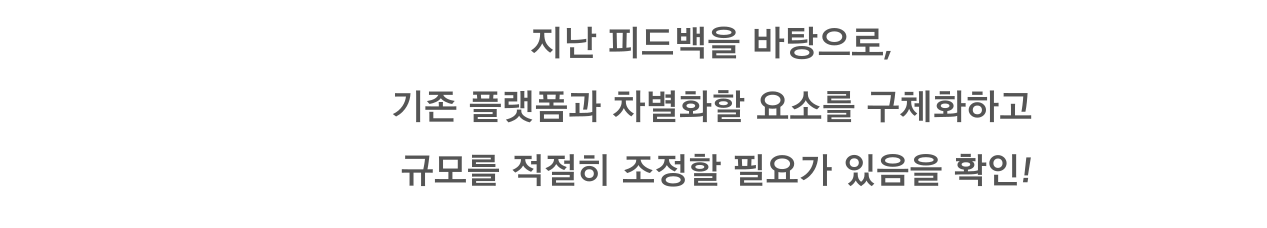 지난 피드백을 바탕으로,
기존 플랫폼과 차별화할 요소를 구체화하고
규모를 적절히 조정할 필요가 있음을 확인!